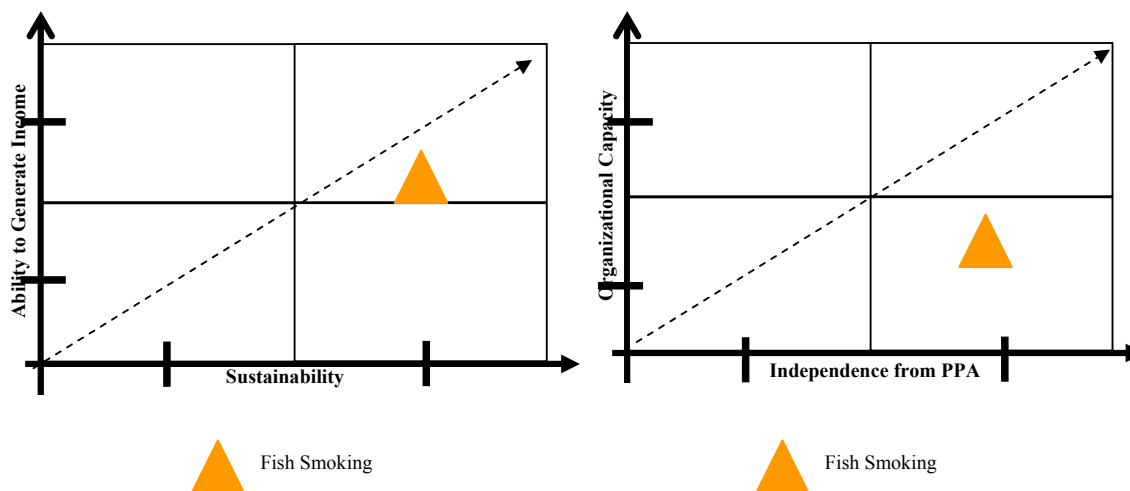 Ability to Generate Income
Sustainability
Fish Smoking
Organizational Capacity
Independence from PPA
Fish Smoking